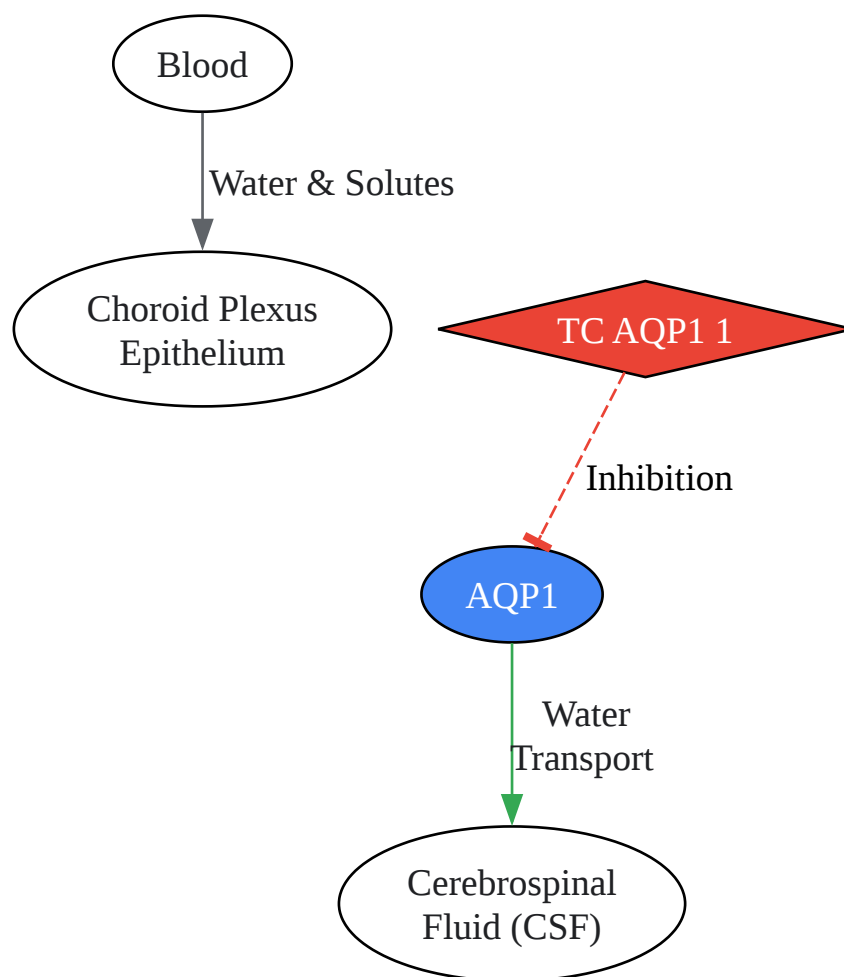 Blood
Water & Solutes
Choroid Plexus
Epithelium
TC AQP1 1
Inhibition
AQP1
Water
Transport
Cerebrospinal
Fluid (CSF)